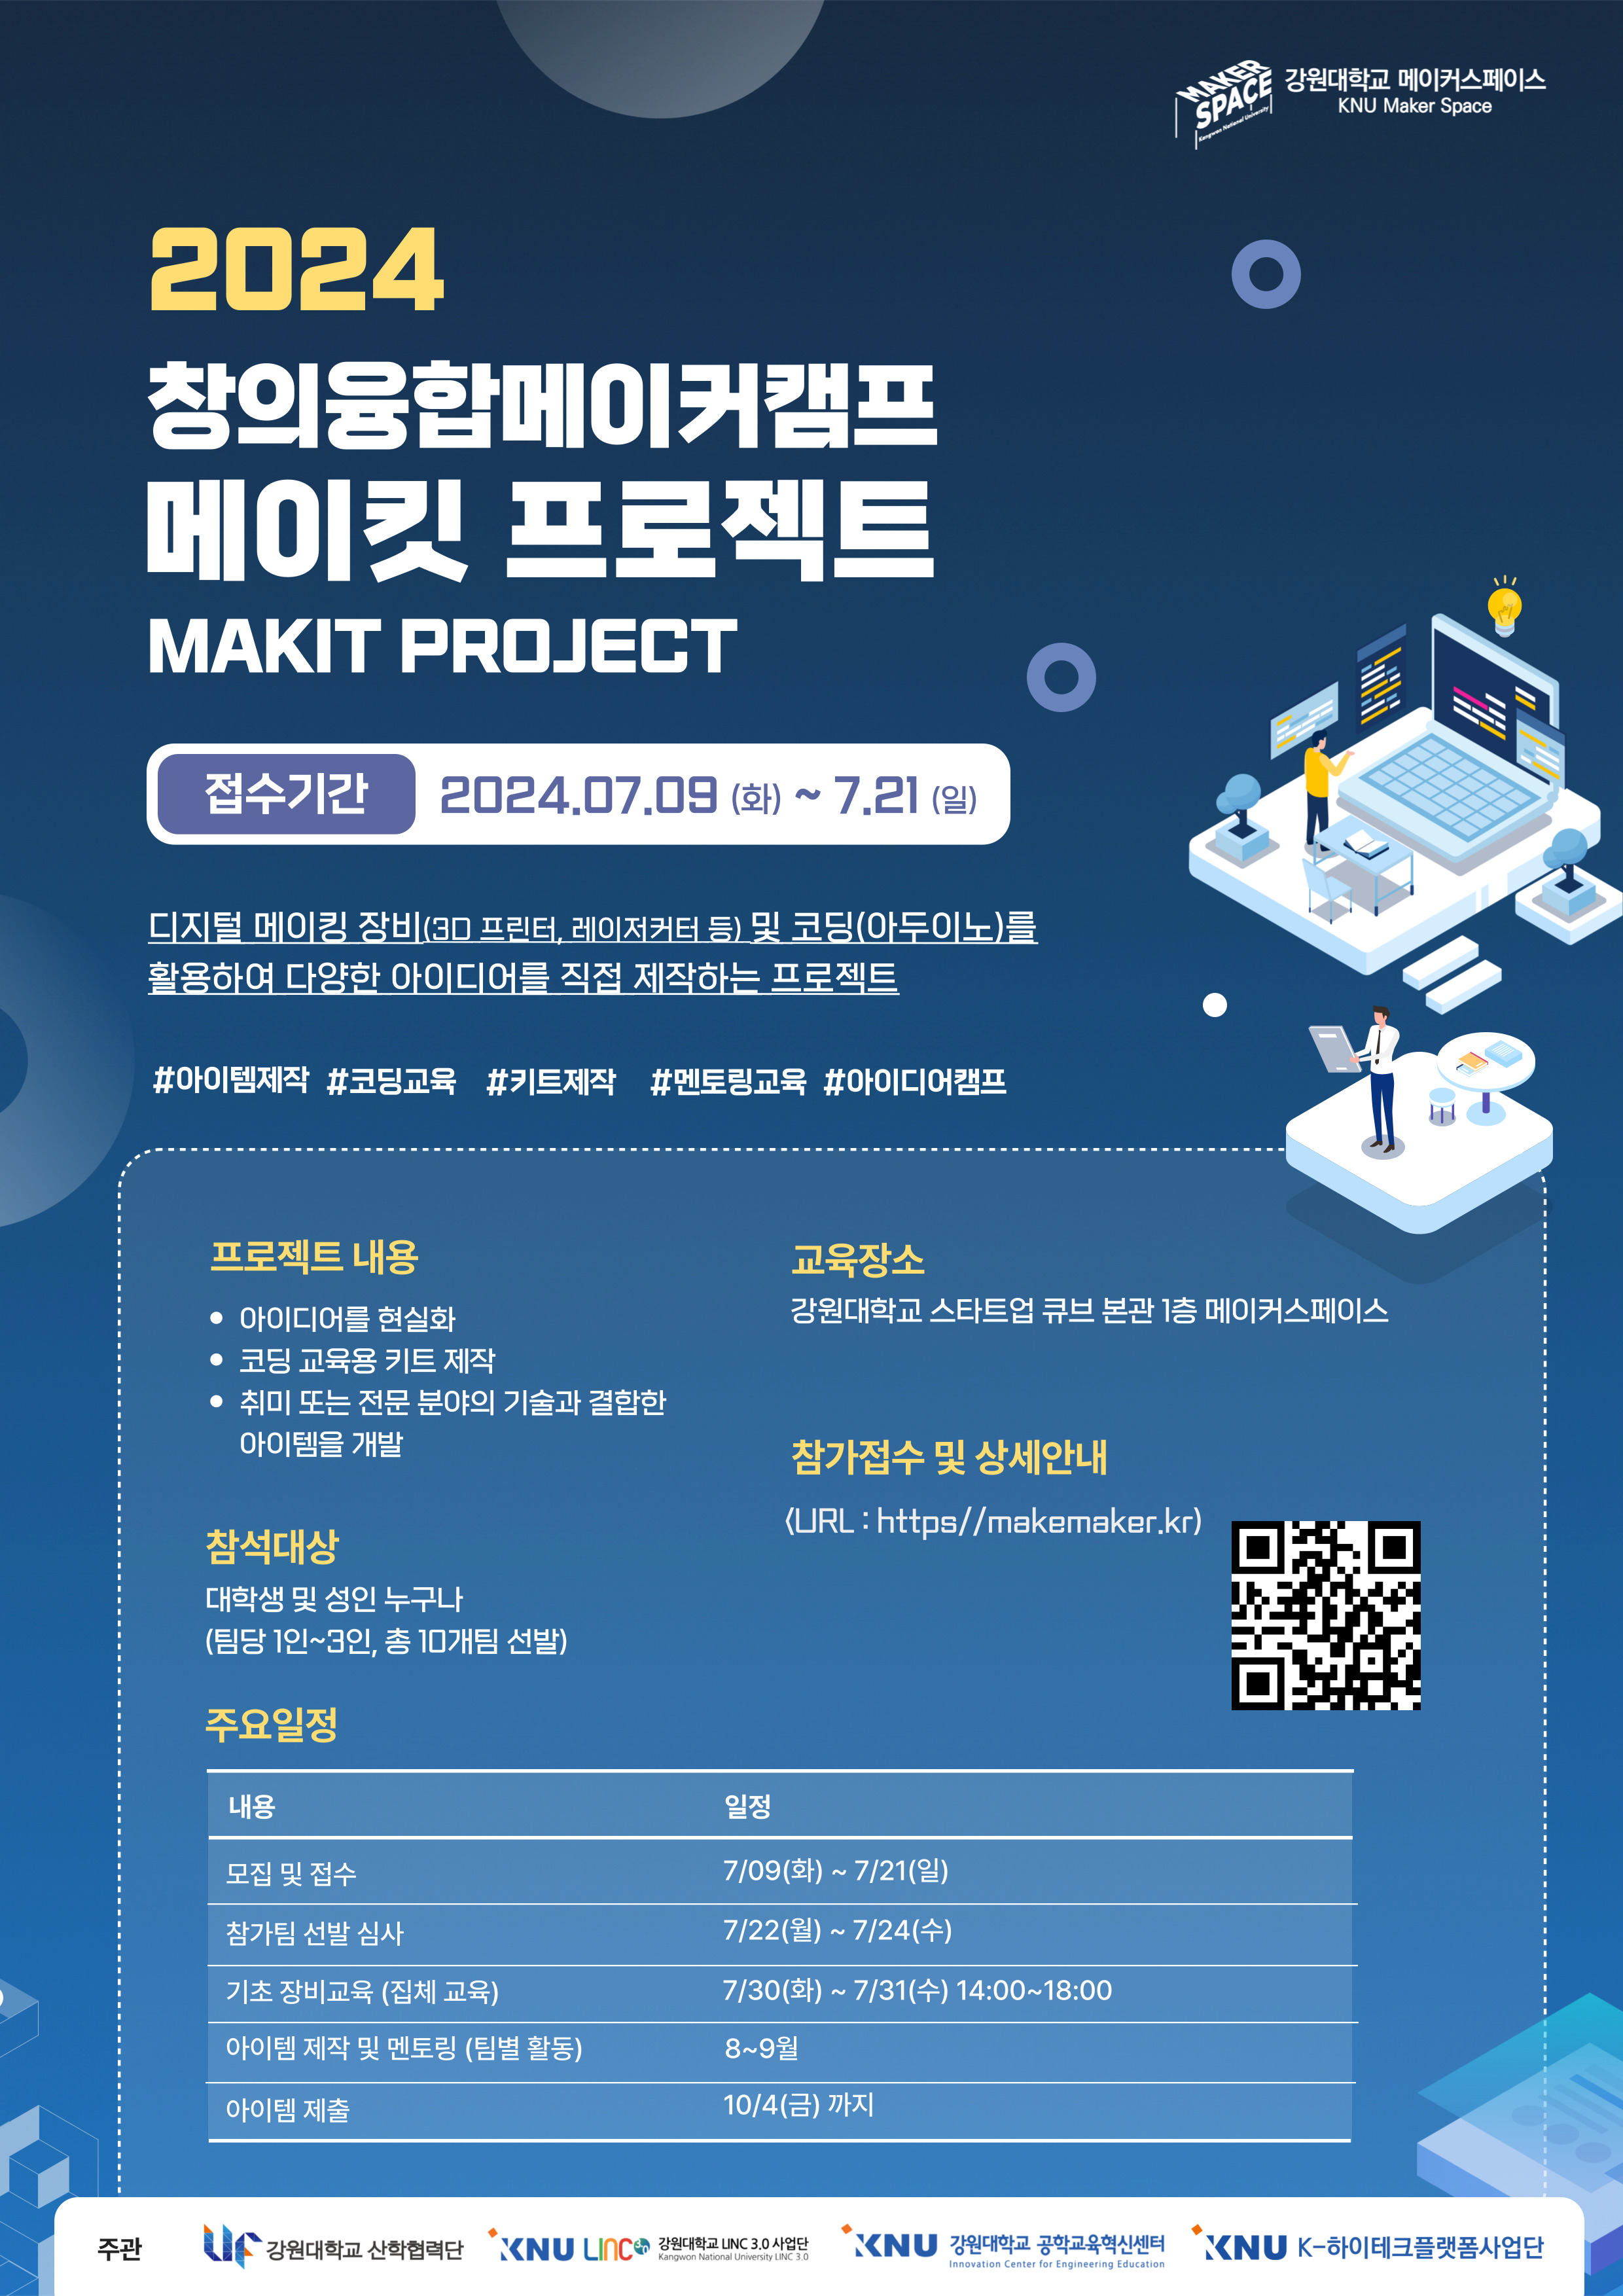 MAKER
SPACE
Kangwon National University
강원대학교 메이커스페이스
KNU Maker Space
2024
창의융합메이커캠프
메이킷 프로젝트
MAKIT PROJECT
접수기간 2024.07.09 (화) ~ 7.21 (일)
디지털 메이킹 장비(3D 프린터, 레이저커터 등) 및 코딩(아두이노)를
활용하여 다양한 아이디어를 직접 제작하는 프로젝트
#아이템제작 #코딩교육 #키트제작 #멘토링교육 #아이디어캠프
프로젝트 내용
• 아이디어를 현실화
• 코딩 교육용 키트 제작
• 취미 또는 전문 분야의 기술과 결합한
아이템을 개발
참석대상
대학생 및 성인 누구나
(팀당 1인~3인, 총 10개팀 선발)
교육장소
강원대학교 스타트업 큐브 본관 1층 메이커스페이스
참가접수 및 상세안내
(URL : https//makemaker.kr)
주요일정
내용 일정
모집 및 접수 7/09(화) ~ 7/21(일)
참가팀 선발 심사 7/22(월) ~ 7/24(수)
기초 장비교육 (집체 교육) 7/30(화) ~ 7/31(수) 14:00~18:00
아이템 제작 및 멘토링 (팀별 활동) 8~9월
아이템 제출 10/4(금) 까지
주관
강원대학교 산학협력단
KNU LINC 3.0 강원대학교 LINC 3.0 사업단
Kangwon National University LINC 3.0
KNU 강원대학교 공학교육혁신센터
Innovation Center for Engineering Education
KNU K-하이테크플랫폼사업단